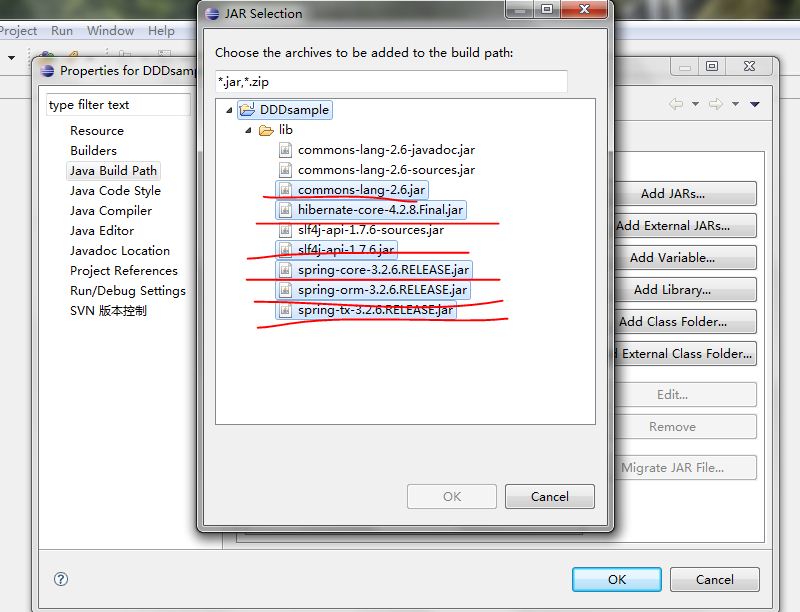 JAR Selection
Project Run Window Help
Choose the archives to be added to the build path:
Properties for DDDsamp
*.jar,*.zip
type filter text
Resource
Builders
Java Build Path
Java Code Style
Java Compiler
Java Editor
Javadoc Location
Project References
Run/Debug Settings
SVN 版本控制
DDDsample
lib
commons-lang-2.6-javadoc.jar
commons-lang-2.6-sources.jar
commons-lang-2.6.jar
hibernate-core-4.2.8.Final.jar
slf4j-api-1.7.6-sources.jar
slf4j-api-1.7.6.jar
spring-core-3.2.6.RELEASE.jar
spring-orm-3.2.6.RELEASE.jar
spring-tx-3.2.6.RELEASE.jar
OK
Cancel
Add JARs...
Add External JARs...
Add Variable...
Add Library...
Add Class Folder...
d External Class Folder...
Edit...
Remove
Migrate JAR File...
OK
Cancel